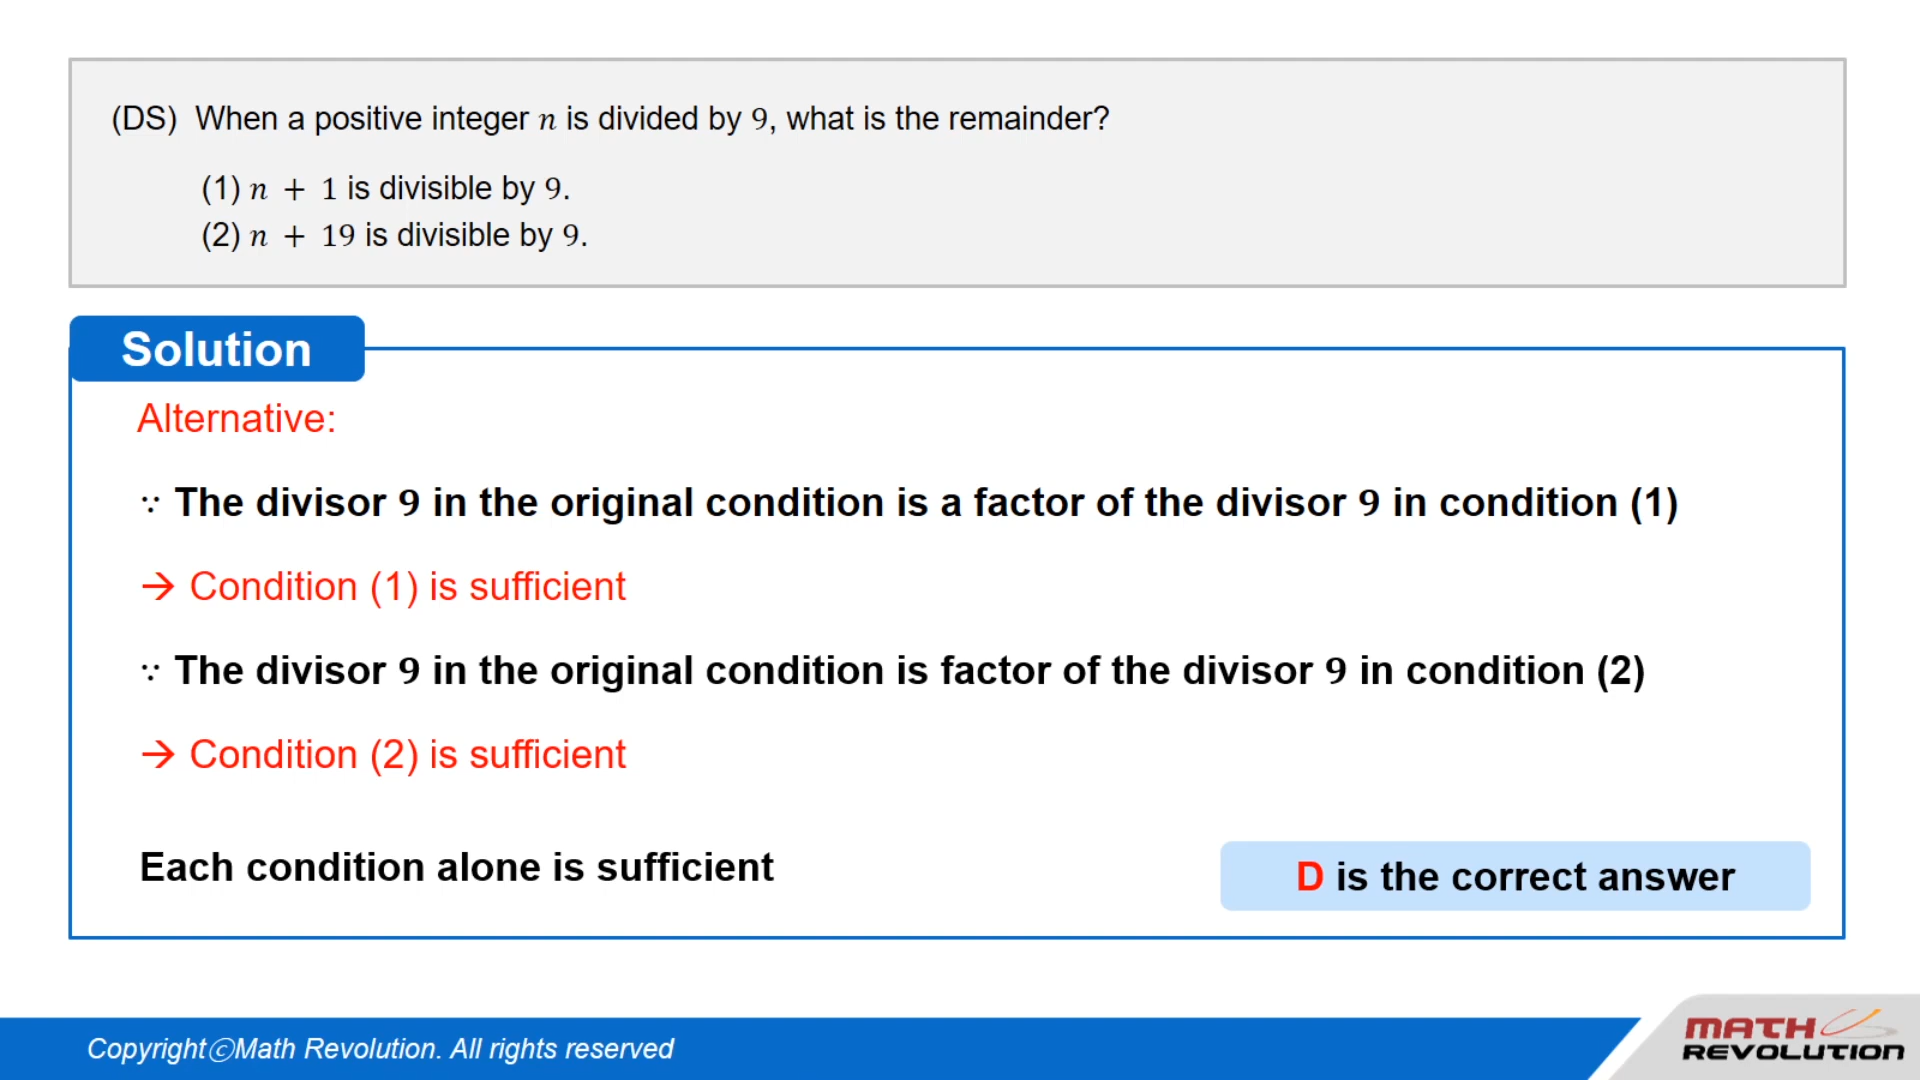 (DS) When a positive integer n is divided by 9, what is the remainder?
(1) n + 1 is divisible by 9.
(2) n + 19 is divisible by 9.
Solution
Alternative:
∵ The divisor 9 in the original condition is a factor of the divisor 9 in condition (1)
→ Condition (1) is sufficient
∵ The divisor 9 in the original condition is factor of the divisor 9 in condition (2)
→ Condition (2) is sufficient
Each condition alone is sufficient
D is the correct answer
CopyrightⓒMath Revolution. All rights reserved
MATH
REVOLUTION